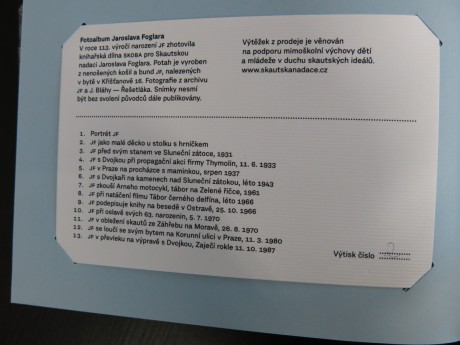 Fotoalbum Jaroslava Foglara
V roce 113. výročí narození JF zhotovila
knihařská dílna SKOBA pro Skautskou
nadaci Jaroslava Foglara. Potah je vyroben
z nenošených košil a bund JF, nalezených
v bytě v Křišťanově 16. Fotografie z archivu
JF a J. Bláhy — Řešetláka. Snímky nesmí
být bez svolení původců dále publikovány.
Výtěžek z prodeje je věnován
na podporu mimoškolní výchovy dětí
a mládeže v duchu skautských ideálů.
www.skautskanadace.cz
1. Portrét JF
2. JF jako malé děcko u stolku s hrníčkem
3. JF před svým stanem ve Sluneční zátoce, 1931
4. JF s Dvojkou při propagační akci firmy Thymolin, 11. 6. 1933
5. JF v Praze na procházce s maminkou, srpen 1937
6. JF s Dvojkaři na kamenech nad Sluneční zátokou, léto 1943
7. JF zkouší Arneho motocykl, tábor na Zelené říčce, 1961
8. JF při natáčení filmu Tábor černého delfína, léto 1966
9. JF podepisuje knihy na besedě v Ostravě, 25. 10. 1966
10. JF při oslavě svých 63. narozenin, 5. 7. 1970
11. JF v obležení skautů ze Záhřebu na Moravě, 26. 8. 1970
12. JF se loučí se svým bytem na Korunní ulici v Praze, 11. 3. 1980
13. JF v převleku na výpravě s Dvojkou, Zaječí rokle 11. 10. 1987
Výtisk číslo